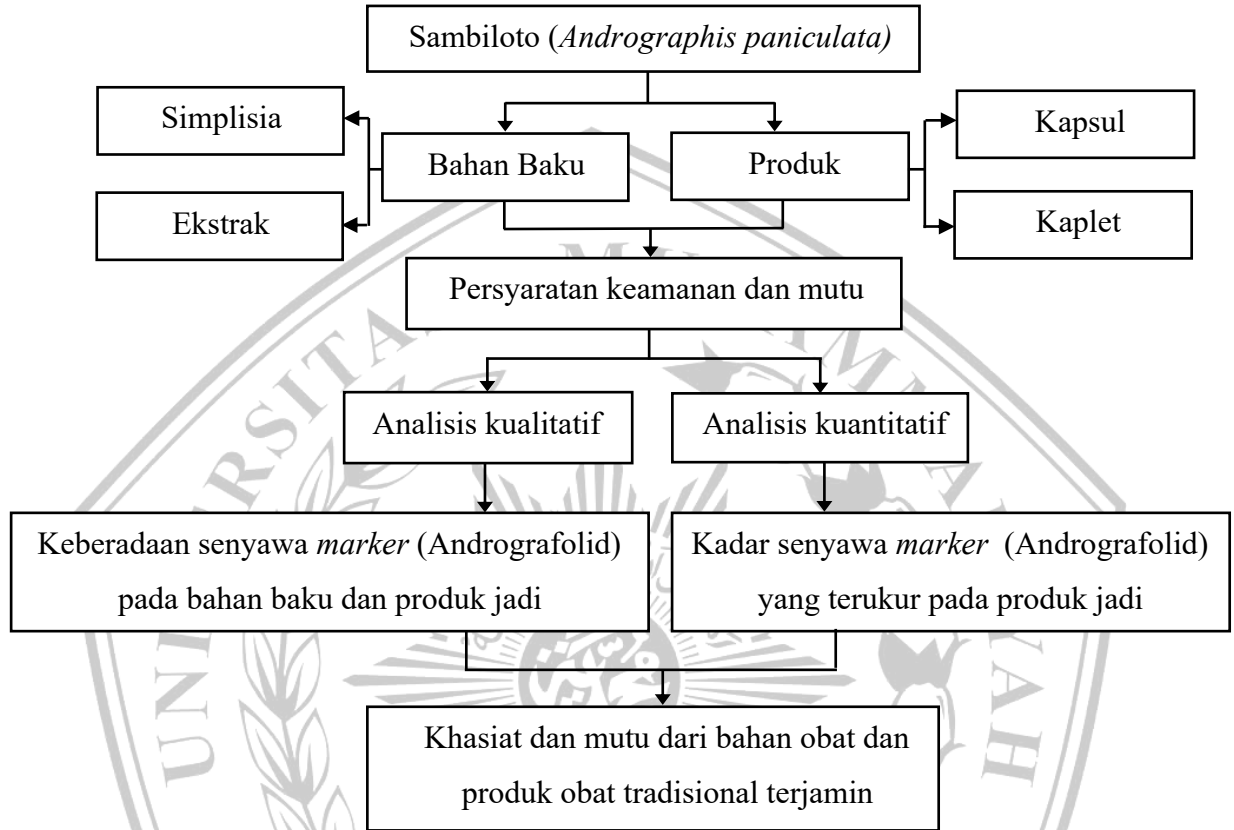 Sambiloto (Andrographis paniculata)
Simplisia
Bahan Baku
Produk
Kapsul
Ekstrak
Kaplet
Persyaratan keamanan dan mutu
Analisis kualitatif
Analisis kuantitatif
Keberadaan senyawa marker (Andrografolid)
pada bahan baku dan produk jadi
Kadar senyawa marker (Andrografolid)
yang terukur pada produk jadi
Khasiat dan mutu dari bahan obat dan
produk obat tradisional terjamin